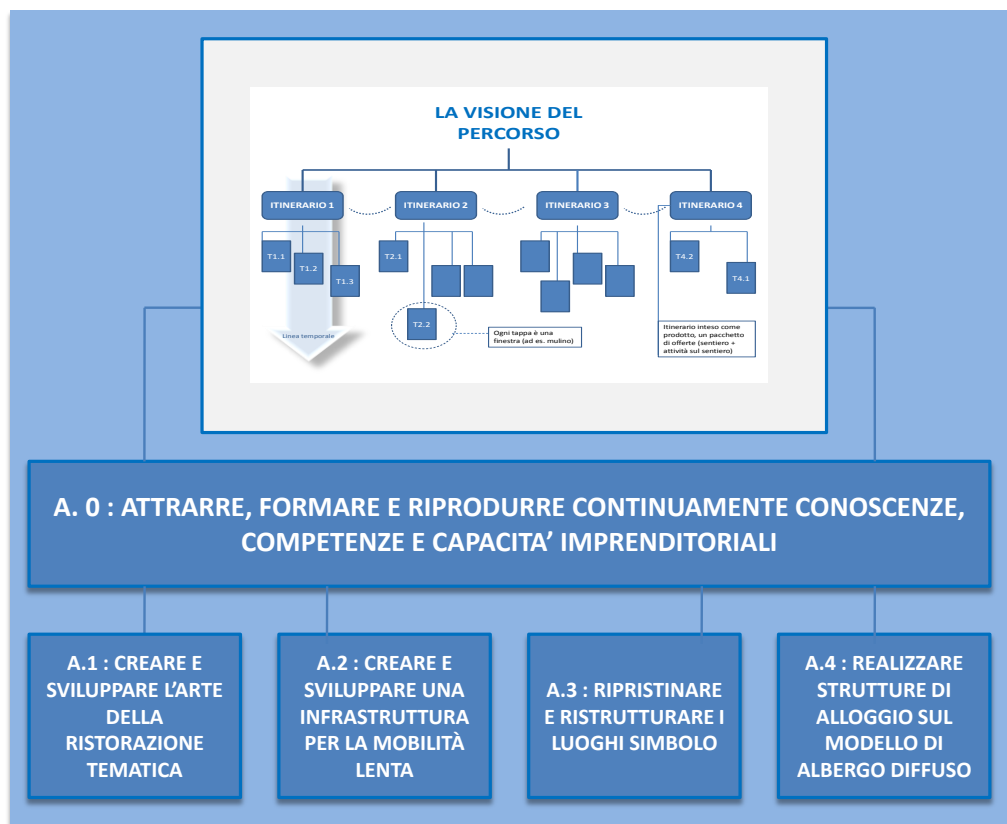 LA VISIONE DEL
PERCORSO
ITINERARIO 1
ITINERARIO 2
ITINERARIO 3
ITINERARIO 4
T1.1
T1.2
T1.3
T2.1
T4.2
T4.1
T2.2
Linea temporale
Ogni tappa è una
finestra (ad es. mulino)
Itinerario inteso come
prodotto, un pacchetto
di offerte (sentiero +
attività sul sentiero)
A. 0 : ATTRARRE, FORMARE E RIPRODURRE CONTINUAMENTE CONOSCENZE,
COMPETENZE E CAPACITA’ IMPRENDITORIALI
A.1 : CREARE E
SVILUPPARE L’ARTE
DELLA
RISTORAZIONE
TEMATICA
A.2 : CREARE E
SVILUPPARE UNA
INFRASTRUTTURA
PER LA MOBILITÀ
LENTA
A.3 : RIPRISTINARE
E RISTRUTTURARE I
LUOGHI SIMBOLO
A.4 : REALIZZARE
STRUTTURE DI
ALLOGGIO SUL
MODELLO DI
ALBERGO DIFFUSO